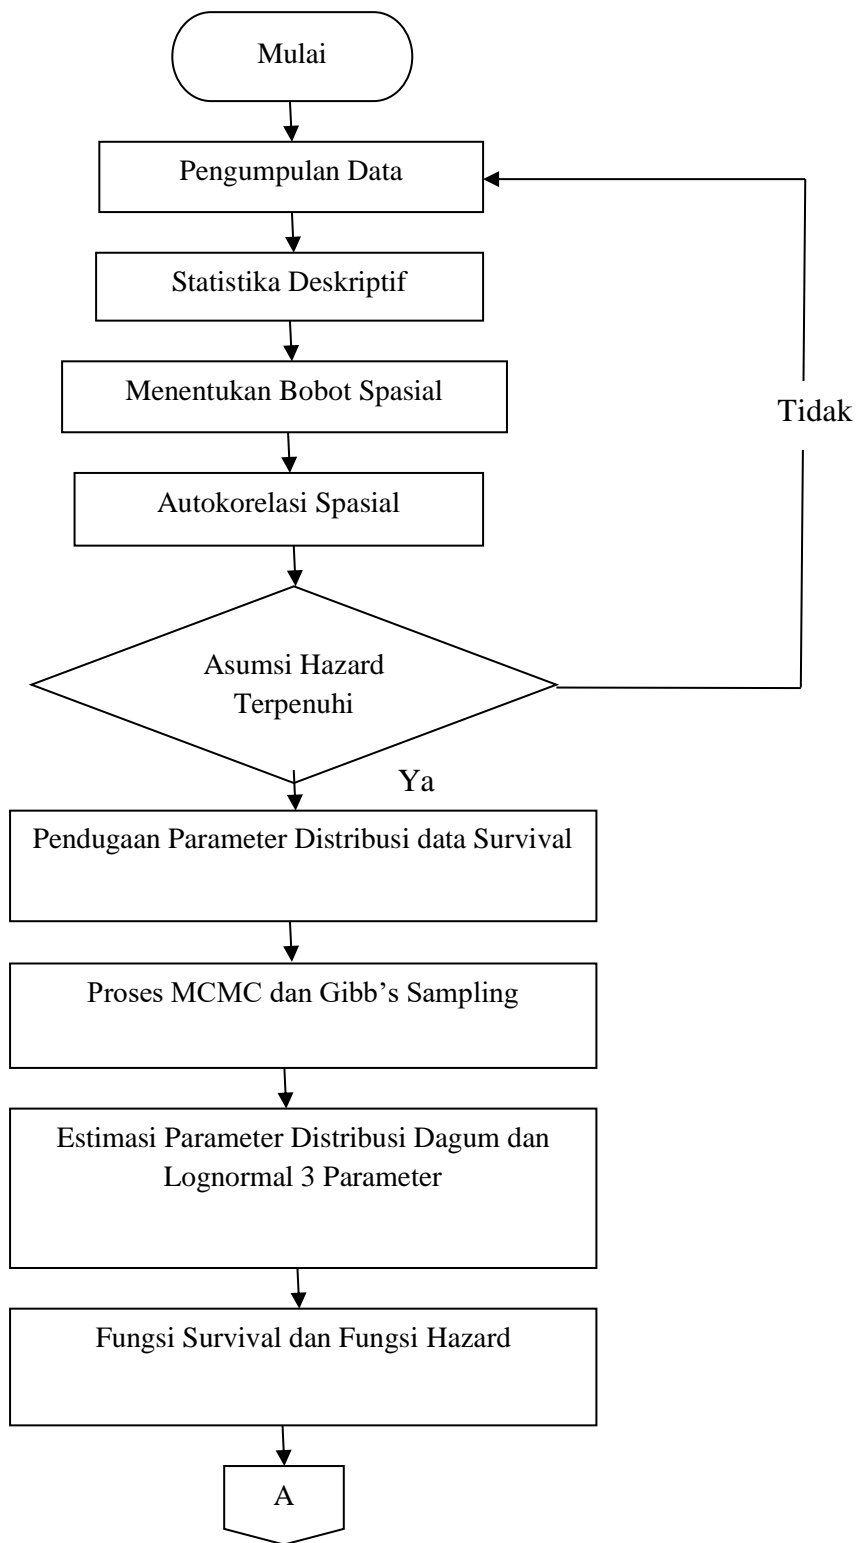 Mulai
Pengumpulan Data
Statistika Deskriptif
Menentukan Bobot Spasial
Tidak
Autokorelasi Spasial
Asumsi Hazard
Terpenuhi
Ya
Pendugaan Parameter Distribusi data Survival
Proses MCMC dan Gibb’s Sampling
Estimasi Parameter Distribusi Dagum dan
Lognormal 3 Parameter
Fungsi Survival dan Fungsi Hazard
A